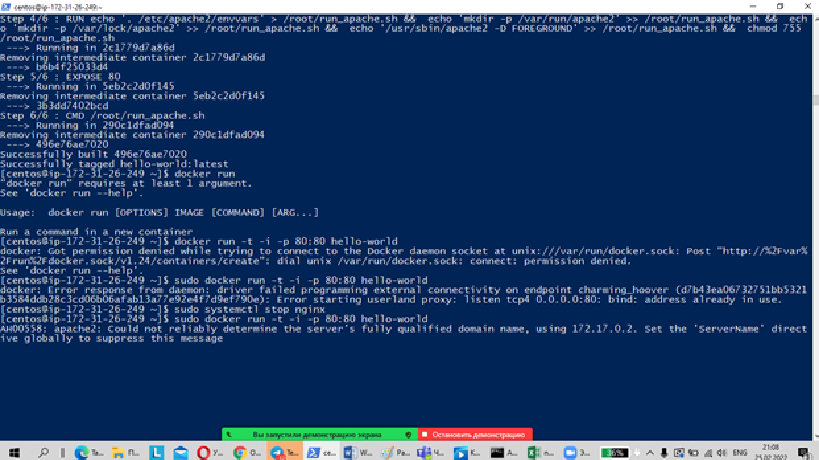 centos@ip-172-31-26-249:~
Step 4/6 : RUN echo '. /etc/apache2/envvars' > /root/run_apache.sh &&  echo 'mkdir -p /var/run/apache2' >> /root/run_apache.sh &&  ech
o 'mkdir -p /var/lock/apache2' >> /root/run_apache.sh &&  echo '/usr/sbin/apache2 -D FOREGROUND' >> /root/run_apache.sh &&  chmod 755
/root/run_apache.sh
 ---> Running in 2c1779d7a86d
Removing intermediate container 2c1779d7a86d
 ---> b6b4f25033d4
Step 5/6 : EXPOSE 80
 ---> Running in 5eb2c2d0f145
Removing intermediate container 5eb2c2d0f145
 ---> 3b3dd7402bcd
Step 6/6 : CMD /root/run_apache.sh
 ---> Running in 290c1dfad094
Removing intermediate container 290c1dfad094
 ---> 496e76ae7020
Successfully built 496e76ae7020
Successfully tagged hello-world:latest
[centos@ip-172-31-26-249 ~]$ docker run
"docker run" requires at least 1 argument.
See 'docker run --help'.
Usage:  docker run [OPTIONS] IMAGE [COMMAND] [ARG...]
Run a command in a new container
[centos@ip-172-31-26-249 ~]$ docker run -t -i -p 80:80 hello-world
docker: Got permission denied while trying to connect to the Docker daemon socket at unix:///var/run/docker.sock: Post "http://%2Fvar%
2Frun%2Fdocker.sock/v1.24/containers/create": dial unix /var/run/docker.sock: connect: permission denied.
See 'docker run --help'.
[centos@ip-172-31-26-249 ~]$ sudo docker run -t -i -p 80:80 hello-world
docker: Error response from daemon: driver failed programming external connectivity on endpoint charming_hoover (d7b43ea06732751bb5321
b3584ddb28c3cd06b06afab13a77e92e4f7d9ef790e): Error starting userland proxy: listen tcp4 0.0.0.0:80: bind: address already in use.
[centos@ip-172-31-26-249 ~]$ sudo systemctl stop nginx
[centos@ip-172-31-26-249 ~]$ sudo docker run -t -i -p 80:80 hello-world
AH00558: apache2: Could not reliably determine the server's fully qualified domain name, using 172.17.0.2. Set the 'ServerName' direct
ive globally to suppress this message
Вы запустили демонстрацию экрана
Остановить демонстрацию
Te... П... L У... O... Te... ce... W... Pa... Ч... K... A... n... Э... 36% ENG
21:08
25.02.2022